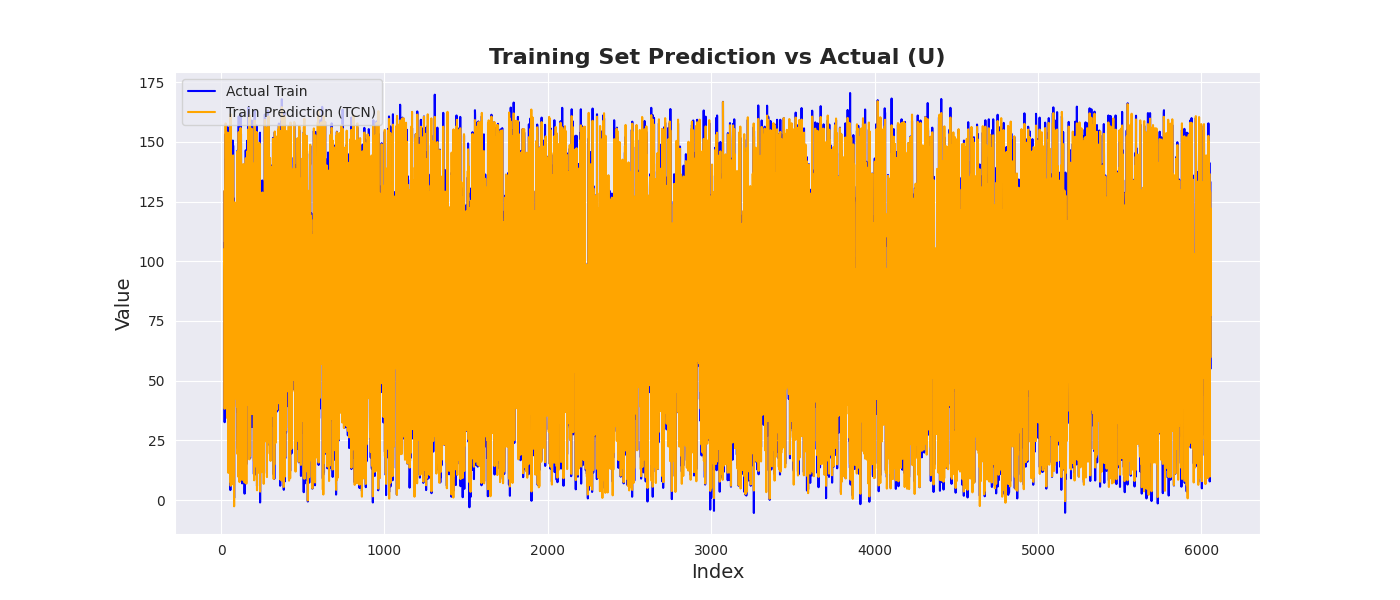 Training Set Prediction vs Actual (U)
Actual Train
Train Prediction (TCN)
Value
175
150
125
100
75
50
25
0
0 1000 2000 3000 4000 5000 6000
Index